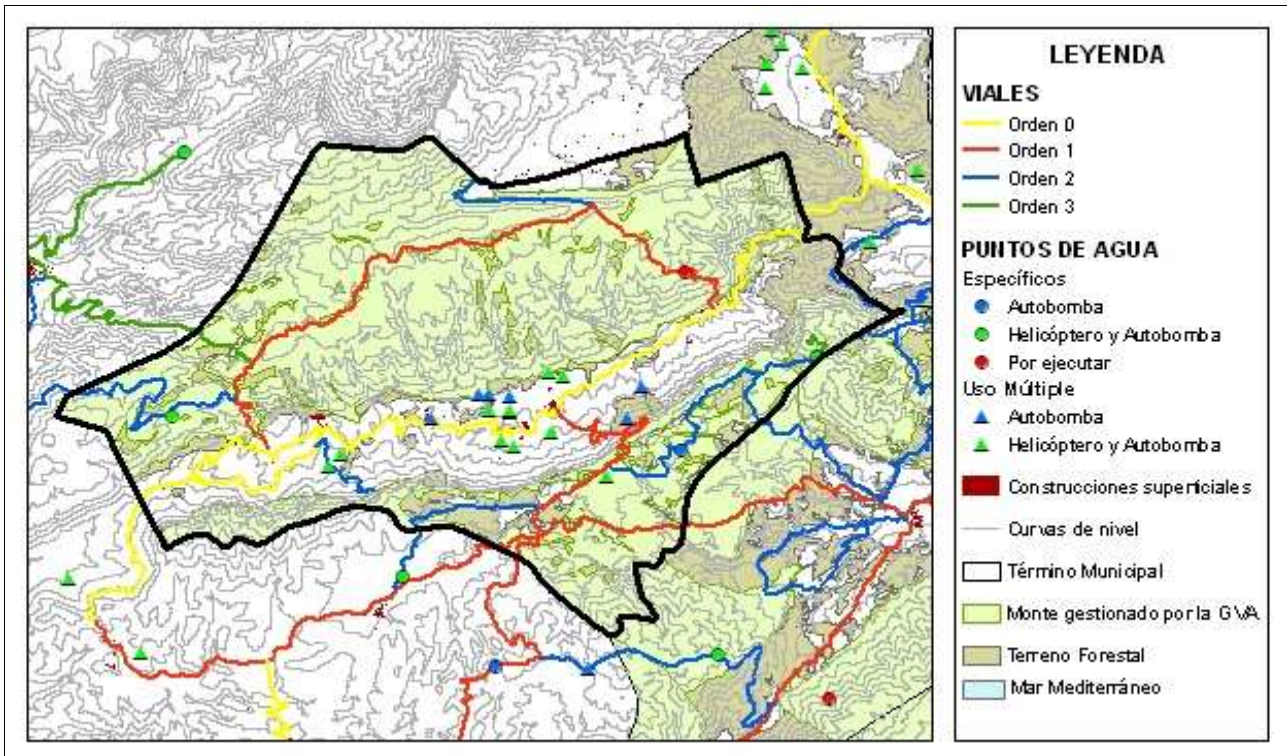 LEYENDA
VIALES
Orden 0
Orden 1
Orden 2
Orden 3
PUNTOS DE AGUA
Específicos
Autobomba
Helicóptero y Autobomba
Por ejecutar
Uso Múltiple
Autobomba
Helicóptero y Autobomba
Construcciones superficiales
Curvas de nivel
Término Municipal
Monte gestionado por la GVA
Terreno Forestal
Mar Mediterráneo